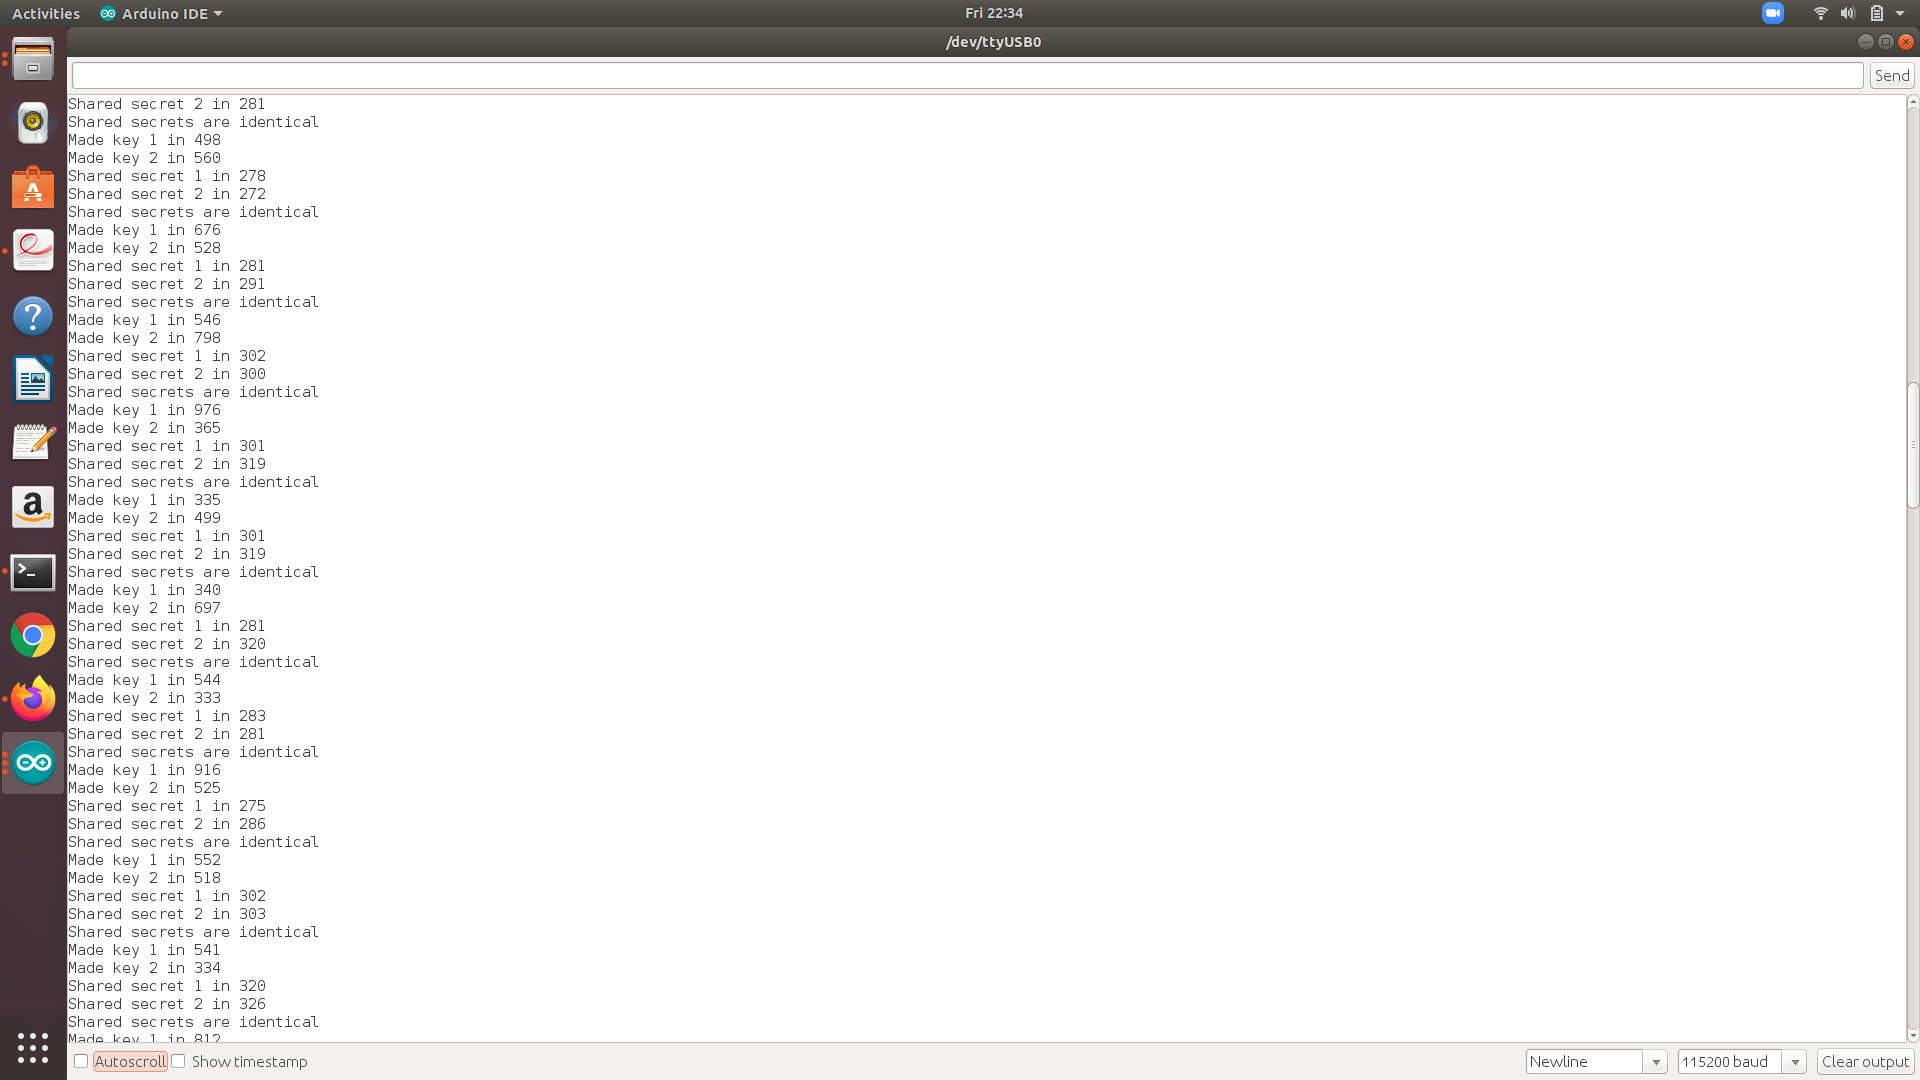 Activities
Arduino IDE
Fri 22:34
/dev/ttyUSB0
Send
Shared secret 2 in 281
Shared secrets are identical
Made key 1 in 498
Made key 2 in 560
Shared secret 1 in 278
Shared secret 2 in 272
Shared secrets are identical
Made key 1 in 676
Made key 2 in 528
Shared secret 1 in 281
Shared secret 2 in 291
Shared secrets are identical
Made key 1 in 546
Made key 2 in 798
Shared secret 1 in 302
Shared secret 2 in 300
Shared secrets are identical
Made key 1 in 976
Made key 2 in 365
Shared secret 1 in 301
Shared secret 2 in 319
Shared secrets are identical
Made key 1 in 335
Made key 2 in 499
Shared secret 1 in 301
Shared secret 2 in 319
Shared secrets are identical
Made key 1 in 340
Made key 2 in 697
Shared secret 1 in 281
Shared secret 2 in 320
Shared secrets are identical
Made key 1 in 544
Made key 2 in 333
Shared secret 1 in 283
Shared secret 2 in 281
Shared secrets are identical
Made key 1 in 916
Made key 2 in 525
Shared secret 1 in 275
Shared secret 2 in 286
Shared secrets are identical
Made key 1 in 552
Made key 2 in 518
Shared secret 1 in 302
Shared secret 2 in 303
Shared secrets are identical
Made key 1 in 541
Made key 2 in 334
Shared secret 1 in 320
Shared secret 2 in 326
Shared secrets are identical
Made key 1 in 812
Autoscroll
Show timestamp
Newline
115200 baud
Clear output